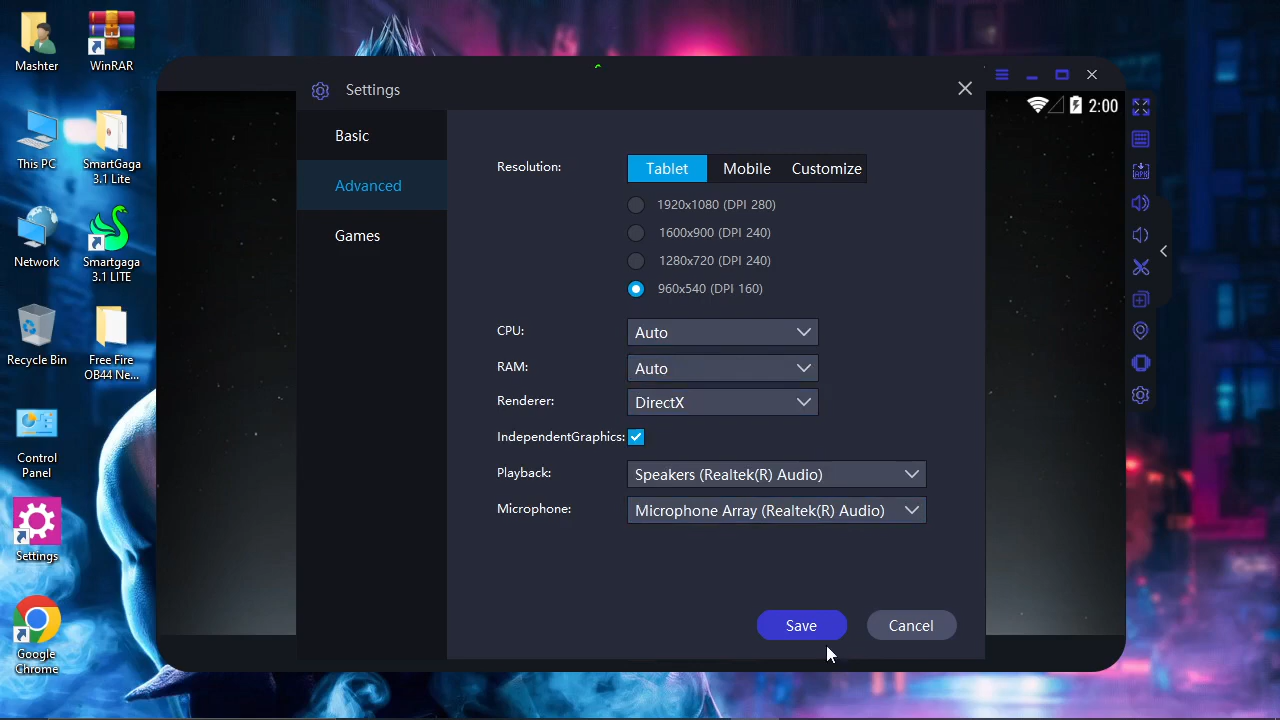 Mashter
WinRAR
This PC
SmartGaga
3.1 Lite
Network
Smartgaga
3.1 LITE
Recycle Bin
Free Fire
OB44 Ne...
Control
Panel
Settings
Google
Chrome
Settings
2:00
Basic
Advanced
Games
Resolution:
Tablet
Mobile
Customize
1920x1080 (DPI 280)
1600x900 (DPI 240)
1280x720 (DPI 240)
960x540 (DPI 160)
CPU:
Auto
RAM:
Auto
Renderer:
DirectX
IndependentGraphics:
Playback:
Speakers (Realtek(R) Audio)
Microphone:
Microphone Array (Realtek(R) Audio)
Save
Cancel
APK